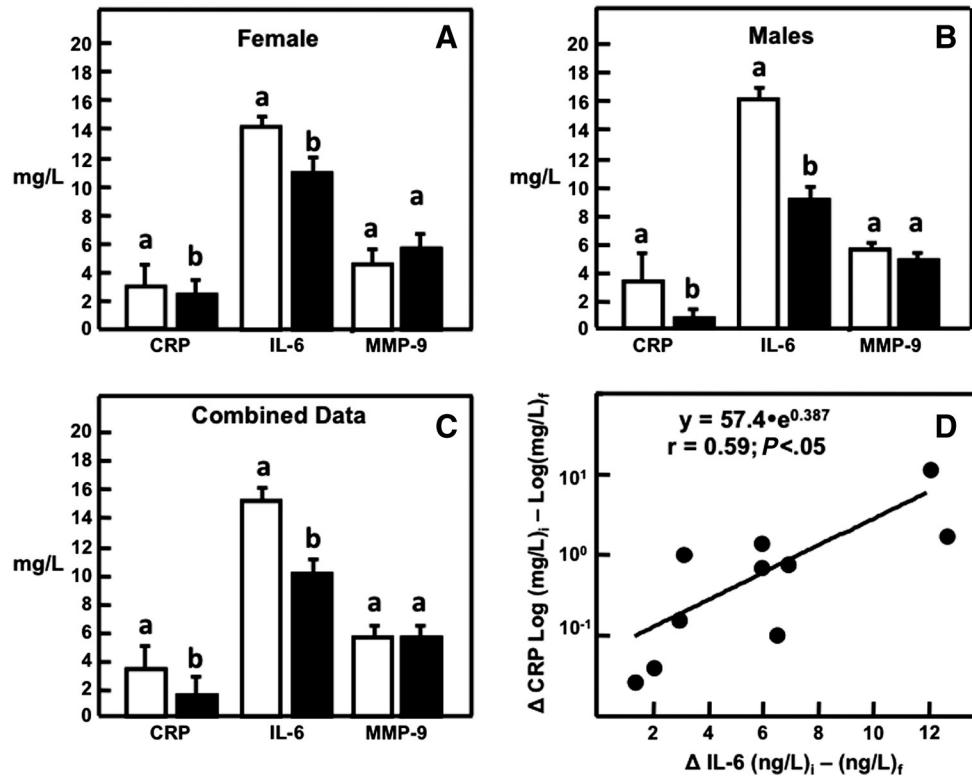 Female
A
20
18
16
14
12
10
8
6
4
2
0
mg/L
a
b
a
b
a
a
CRP
IL-6
MMP-9
Males
B
20
18
16
14
12
10
8
6
4
2
0
mg/L
a
b
a
b
a
a
CRP
IL-6
MMP-9
Combined Data
C
20
18
16
14
12
10
8
6
4
2
0
mg/L
a
b
a
b
a
a
CRP
IL-6
MMP-9
D
y = 57.4•e^0.387
r = 0.59; P<.05
Δ CRP Log (mg/L)i – Log(mg/L)f
10^1
10^0
10^-1
2 4 6 8 10 12
Δ IL-6 (ng/L)i – (ng/L)f